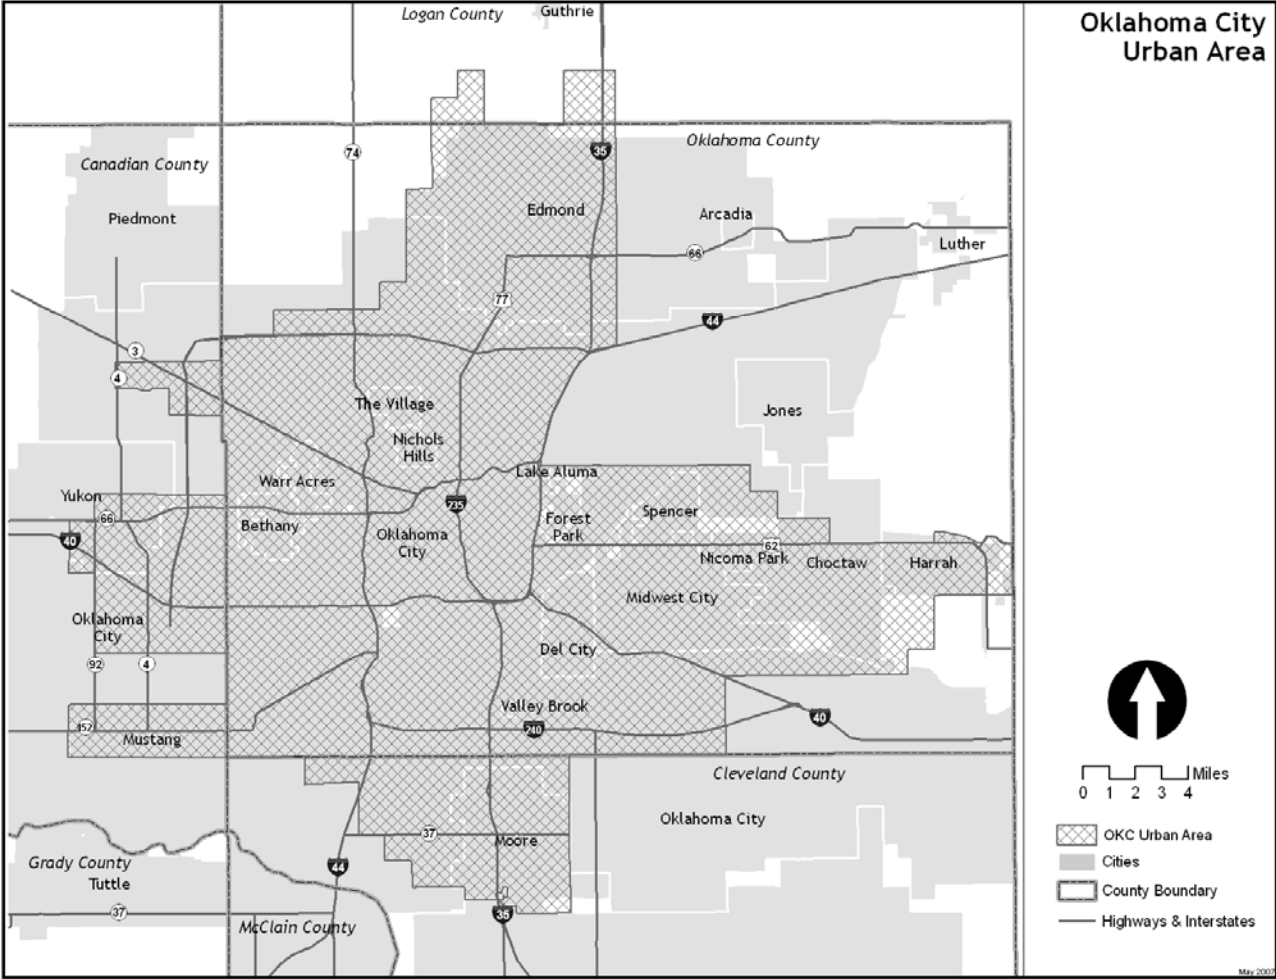 Logan County
Guthrie
Oklahoma City
Urban Area
Oklahoma County
74
35
Canadian County
Piedmont
Edmond
Arcadia
Luther
66
77
44
3
4
The Village
Jones
Nichols
Hills
Lake Aluma
Warr Acres
Yukon
66
235
Spencer
Bethany
Forest
Park
Oklahoma
City
40
62
Nicoma Park
Choctaw
Harrah
Midwest City
Oklahoma
City
Del City
92
4
Valley Brook
40
152
240
Mustang
Cleveland County
Miles
0 1 2 3 4
Oklahoma City
37
Moore
OKC Urban Area
Cities
County Boundary
Highways & Interstates
Grady County
44
Tuttle
37
35
McClain County
May 2007